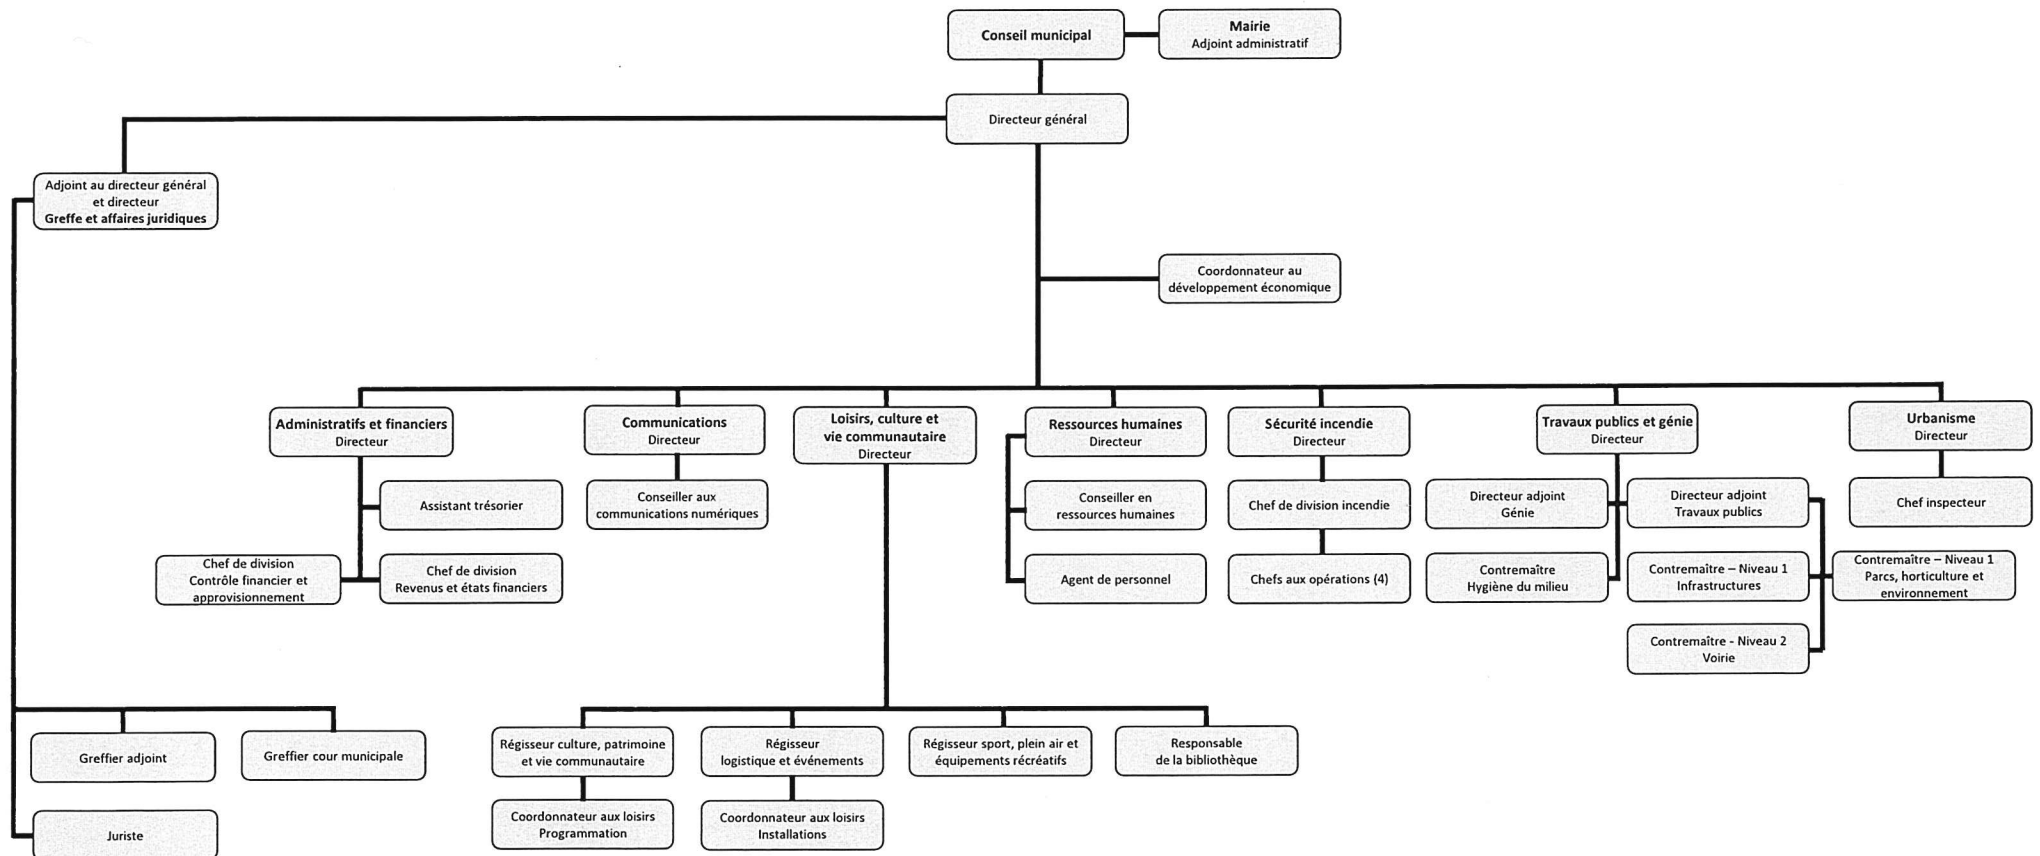 Conseil municipal
Mairie
Adjoint administratif
Directeur général
Adjoint au directeur général
et directeur
Greffe et affaires juridiques
Coordonnateur au
développement économique
Administratifs et financiers
Directeur
Communications
Directeur
Loisirs, culture et
vie communautaire
Directeur
Ressources humaines
Directeur
Sécurité incendie
Directeur
Travaux publics et génie
Directeur
Urbanisme
Directeur
Assistant trésorier
Conseiller aux
communications numériques
Conseiller en
ressources humaines
Chef de division incendie
Directeur adjoint
Génie
Directeur adjoint
Travaux publics
Chef inspecteur
Chef de division
Contrôle financier et
approvisionnement
Chef de division
Revenus et états financiers
Agent de personnel
Chefs aux opérations (4)
Contremaître
Hygiène du milieu
Contremaître – Niveau 1
Infrastructures
Contremaître – Niveau 1
Parcs, horticulture et
environnement
Contremaître - Niveau 2
Voirie
Greffier adjoint
Greffier cour municipale
Régisseur culture, patrimoine
et vie communautaire
Régisseur
logistique et événements
Régisseur sport, plein air et
équipements récréatifs
Responsable
de la bibliothèque
Juriste
Coordonnateur aux loisirs
Programmation
Coordonnateur aux loisirs
Installations